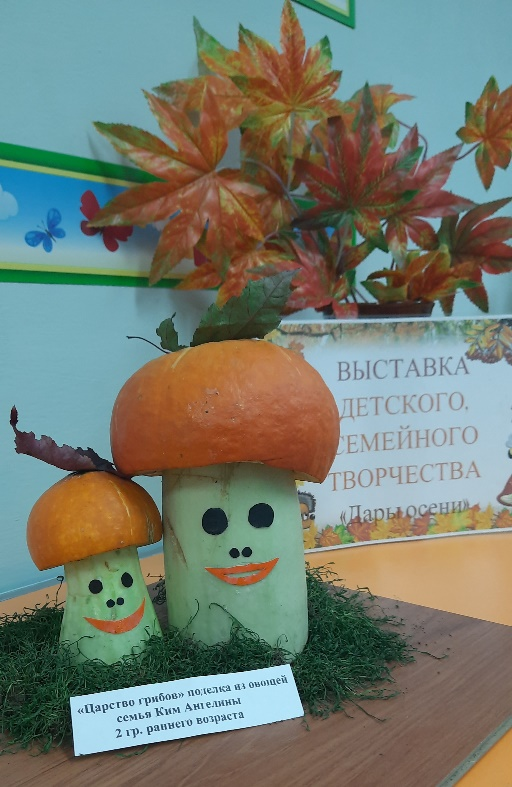 ВЫСТАВКА
ДЕТСКОГО,
СЕМЕЙНОГО
ТВОРЧЕСТВА
«Дары осени»
«Царство грибов» поделка из овощей
семья Ким Ангелины
2 гр. раннего возраста